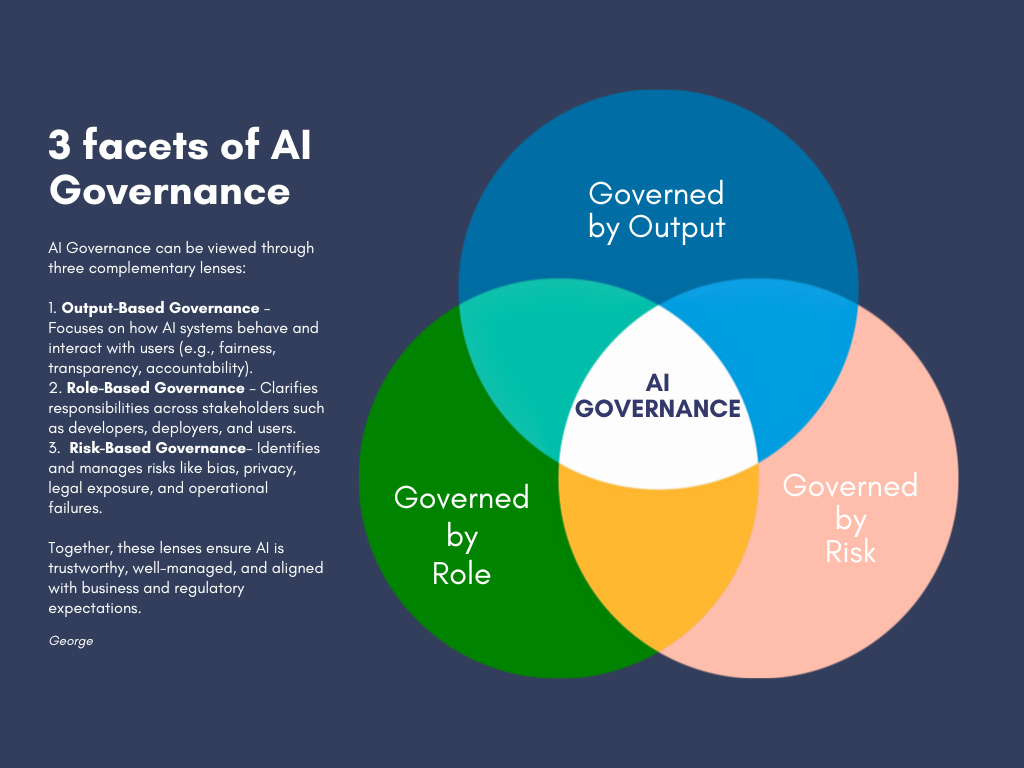 3 facets of AI
Governance
AI Governance can be viewed through
three complementary lenses:
1. Output-Based Governance –
Focuses on how AI systems behave and
interact with users (e.g., fairness,
transparency, accountability).
2. Role-Based Governance – Clarifies
responsibilities across stakeholders such
as developers, deployers, and users.
3.  Risk-Based Governance– Identifies
and manages risks like bias, privacy,
legal exposure, and operational
failures.
Together, these lenses ensure AI is
trustworthy, well-managed, and aligned
with business and regulatory
expectations.
George
Governed
by Output
AI
GOVERNANCE
Governed
by
Role
Governed
by
Risk